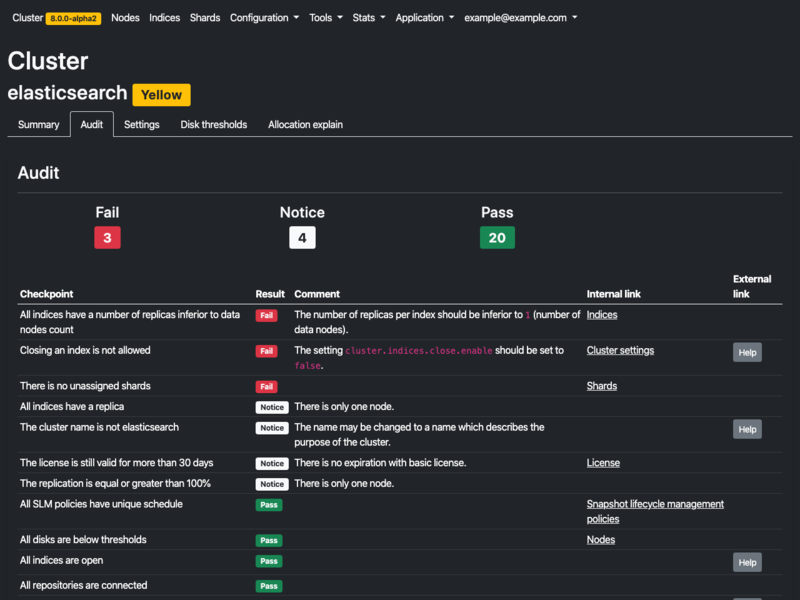 Cluster 8.0.0-alpha2 Nodes Indices Shards Configuration Tools Stats Application example@example.com
Cluster
elasticsearch Yellow
Summary Audit Settings Disk thresholds Allocation explain
Audit
Fail Notice Pass
3 4 20
External
Checkpoint Result Comment Internal link link
All indices have a number of replicas inferior to data Fail The number of replicas per index should be inferior to 1 (number of Indices
nodes count data nodes).
Closing an index is not allowed Fail The setting cluster.indices.close.enable should be set to Cluster settings Help
false.
There is no unassigned shards Fail Shards
All indices have a replica Notice There is only one node.
The cluster name is not elasticsearch Notice The name may be changed to a name which describes the Help
purpose of the cluster.
The license is still valid for more than 30 days Notice There is no expiration with basic license. License
The replication is equal or greater than 100% Notice There is only one node.
All SLM policies have unique schedule Pass Snapshot lifecycle management
policies
All disks are below thresholds Pass Nodes
All indices are open Pass Help
All repositories are connected Pass